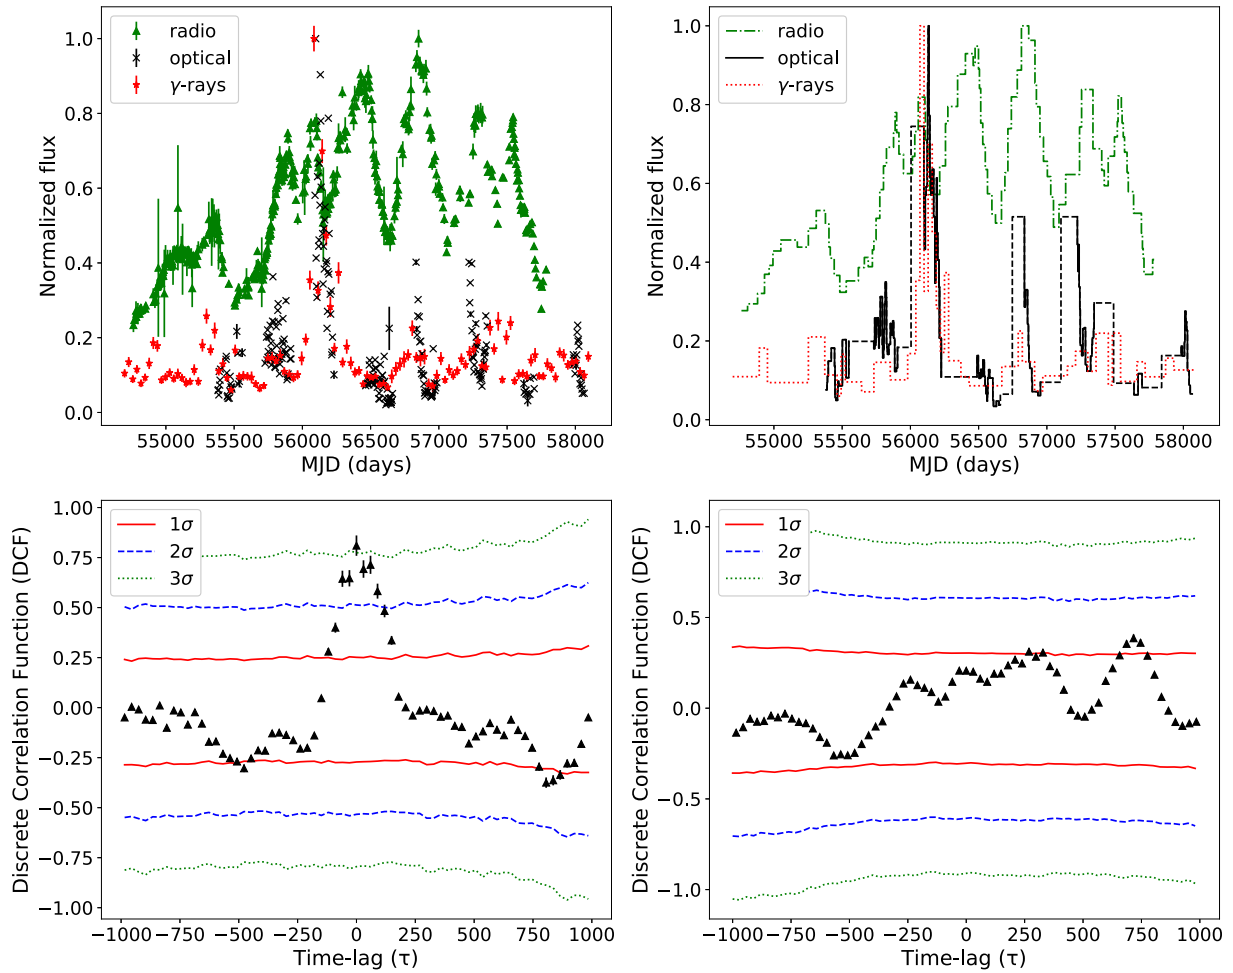 radio
optical
γ-rays
1.0
0.8
0.6
0.4
0.2
0.0
Normalized flux
55000 55500 56000 56500 57000 57500 58000
MJD (days)
radio
optical
γ-rays
1.0
0.8
0.6
0.4
0.2
0.0
Normalized flux
55000 55500 56000 56500 57000 57500 58000
MJD (days)
1σ
2σ
3σ
1.00
0.75
0.50
0.25
0.00
−0.25
−0.50
−0.75
−1.00
Discrete Correlation Function (DCF)
−1000 −750 −500 −250 0 250 500 750 1000
Time-lag (τ)
1σ
2σ
3σ
1.0
0.5
0.0
−0.5
−1.0
Discrete Correlation Function (DCF)
−1000 −750 −500 −250 0 250 500 750 1000
Time-lag (τ)